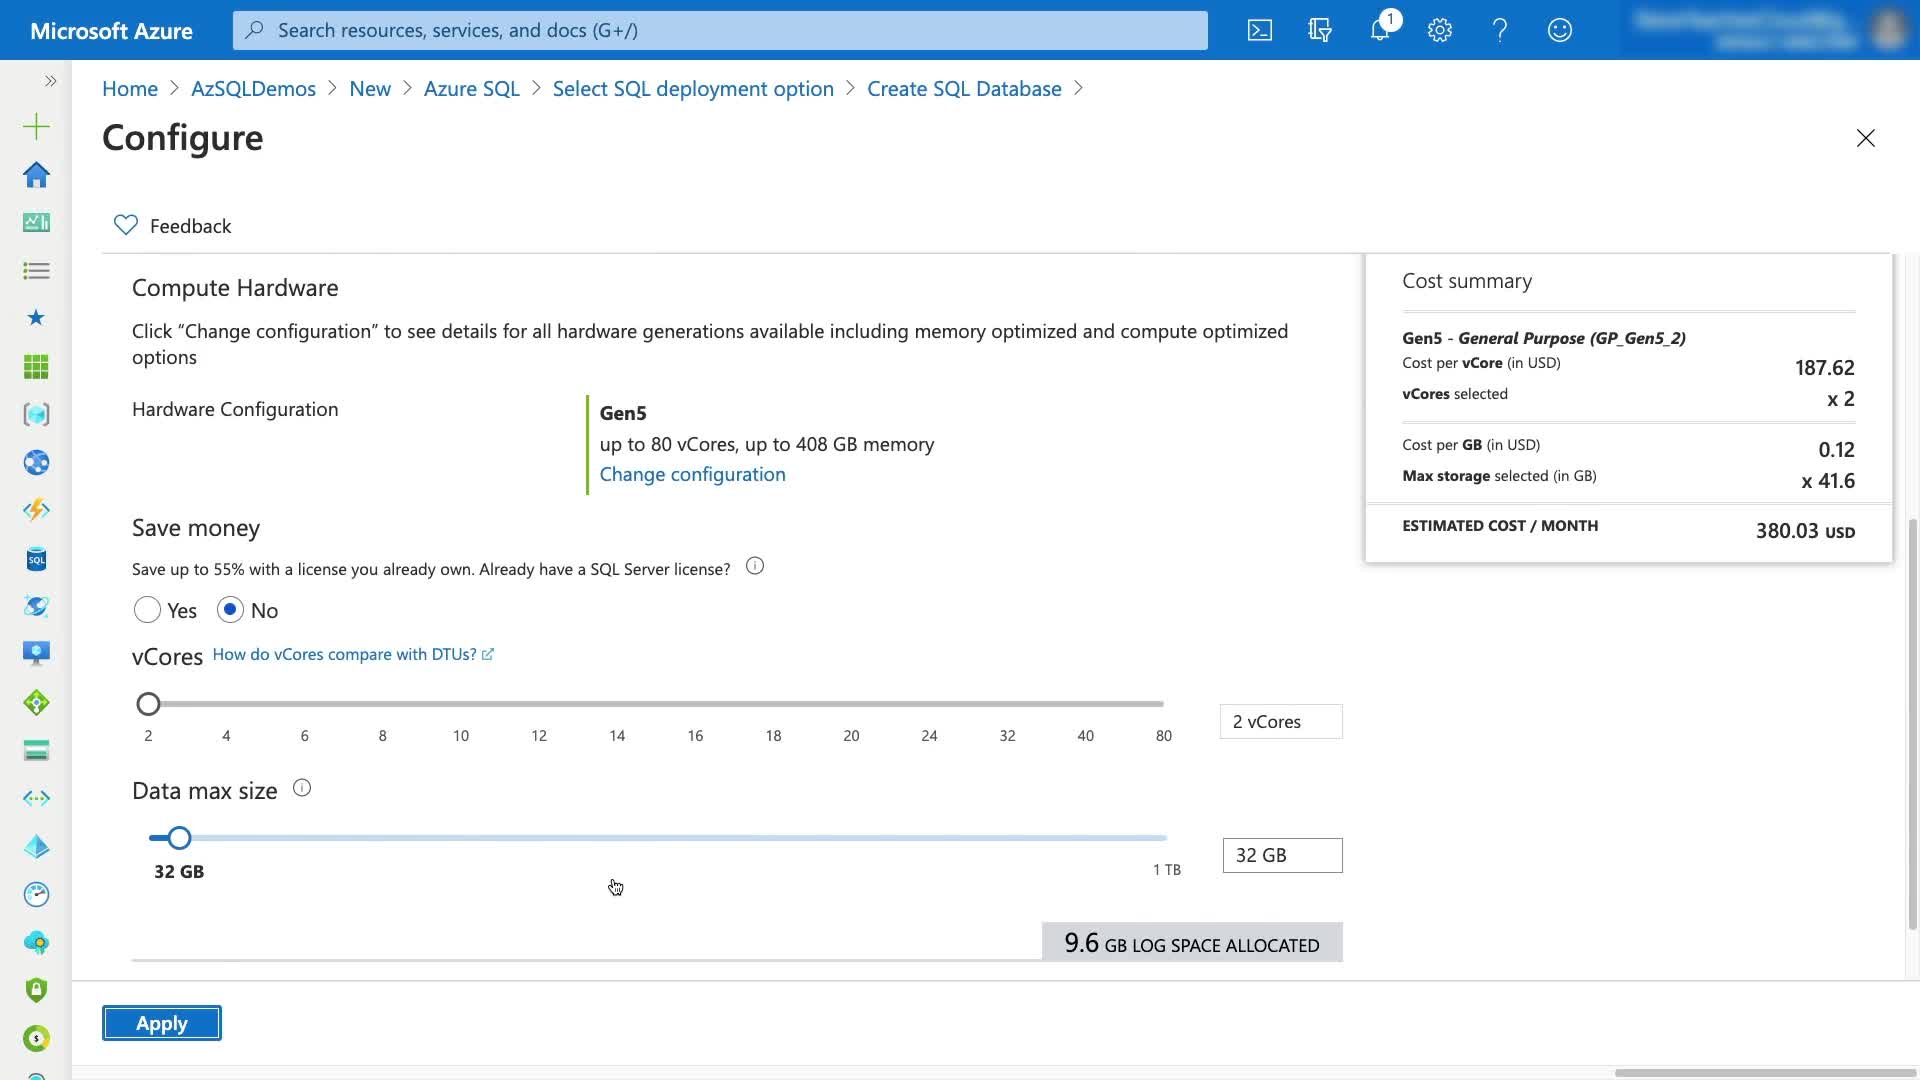 Microsoft Azure
Search resources, services, and docs (G+/)
1
Home > AzSQLDemos > New > Azure SQL > Select SQL deployment option > Create SQL Database >
Configure
Feedback
Compute Hardware
Click “Change configuration” to see details for all hardware generations available including memory optimized and compute optimized
options
Hardware Configuration
Gen5
up to 80 vCores, up to 408 GB memory
Change configuration
Save money
Save up to 55% with a license you already own. Already have a SQL Server license?
Yes No
vCores How do vCores compare with DTUs?
2 4 6 8 10 12 14 16 18 20 24 32 40 80
2 vCores
Data max size
32 GB
1 TB
32 GB
9.6 GB LOG SPACE ALLOCATED
Apply
Cost summary
Gen5 - General Purpose (GP_Gen5_2)
Cost per vCore (in USD) 187.62
vCores selected x 2
Cost per GB (in USD) 0.12
Max storage selected (in GB) x 41.6
ESTIMATED COST / MONTH 380.03 USD
SQL